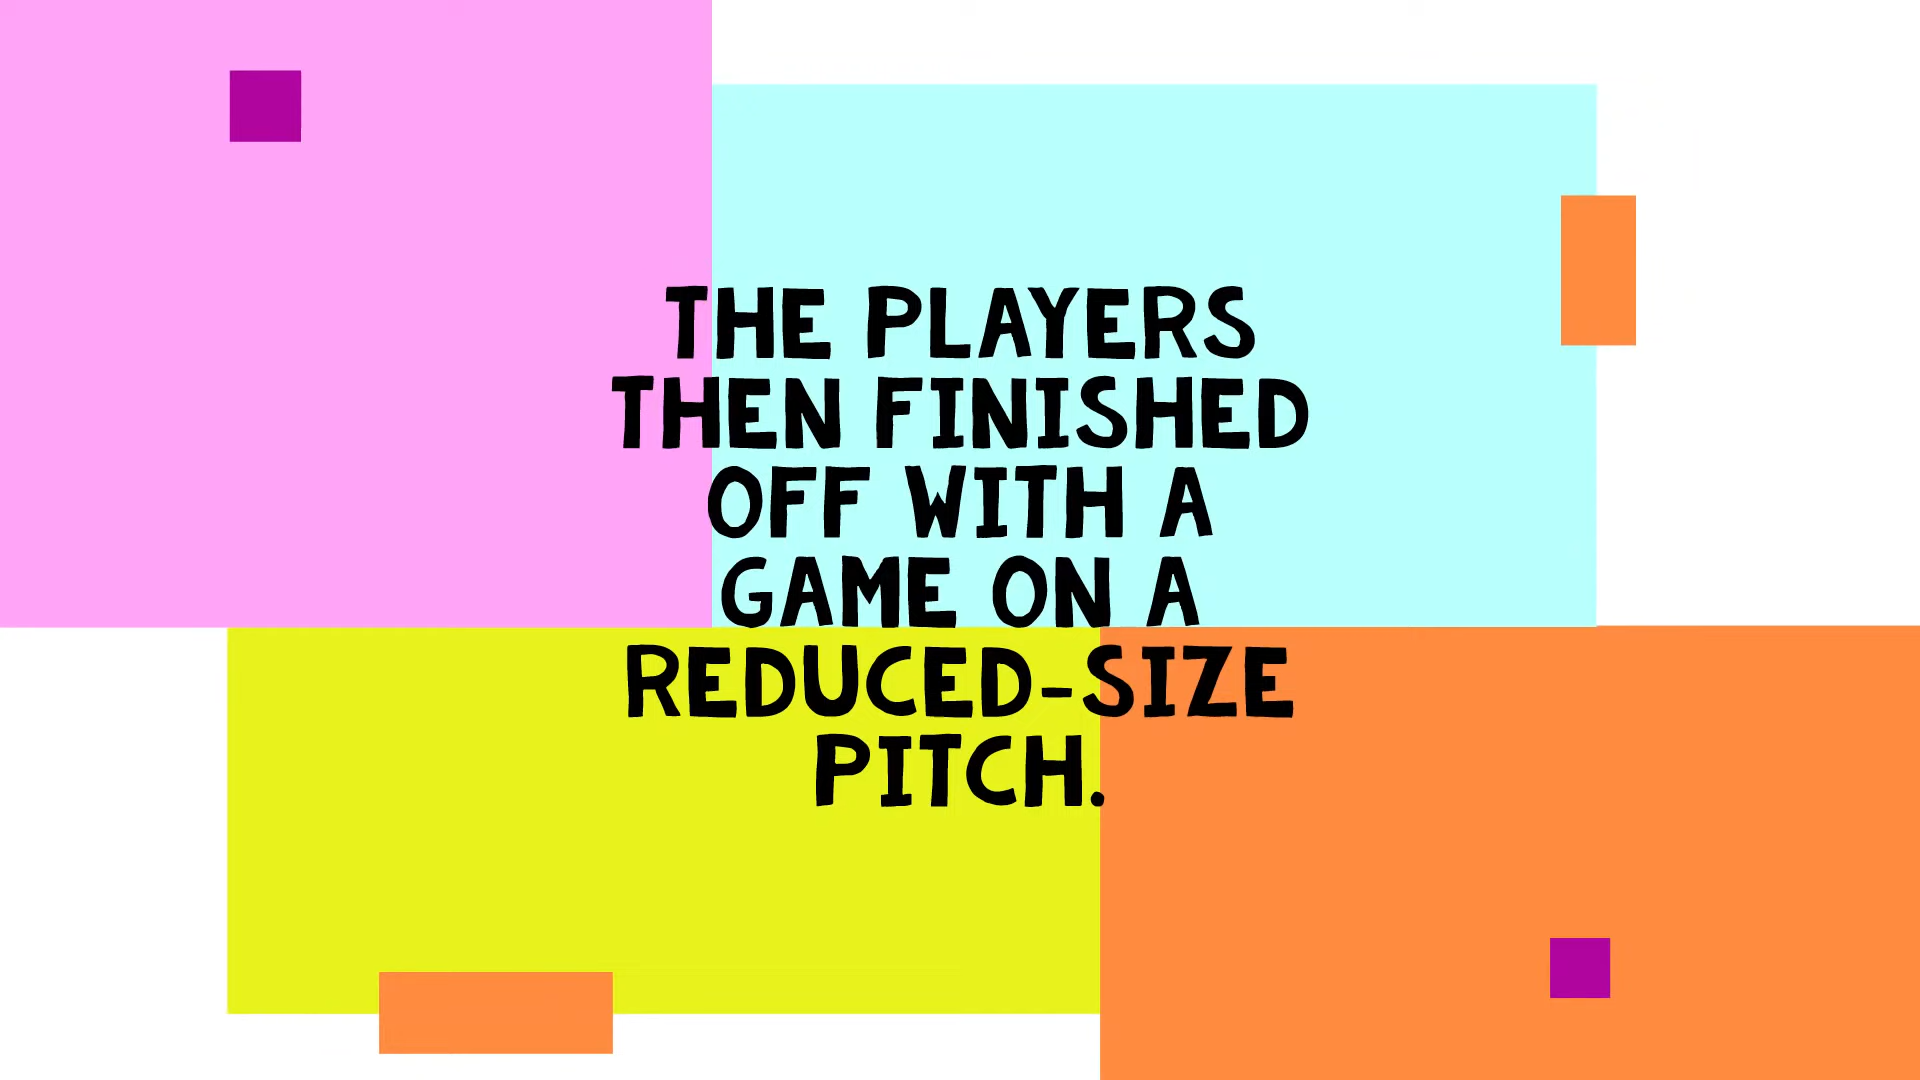 THE PLAYERS
THEN FINISHED
OFF WITH A
GAME ON A
REDUCED-SIZE
PITCH.